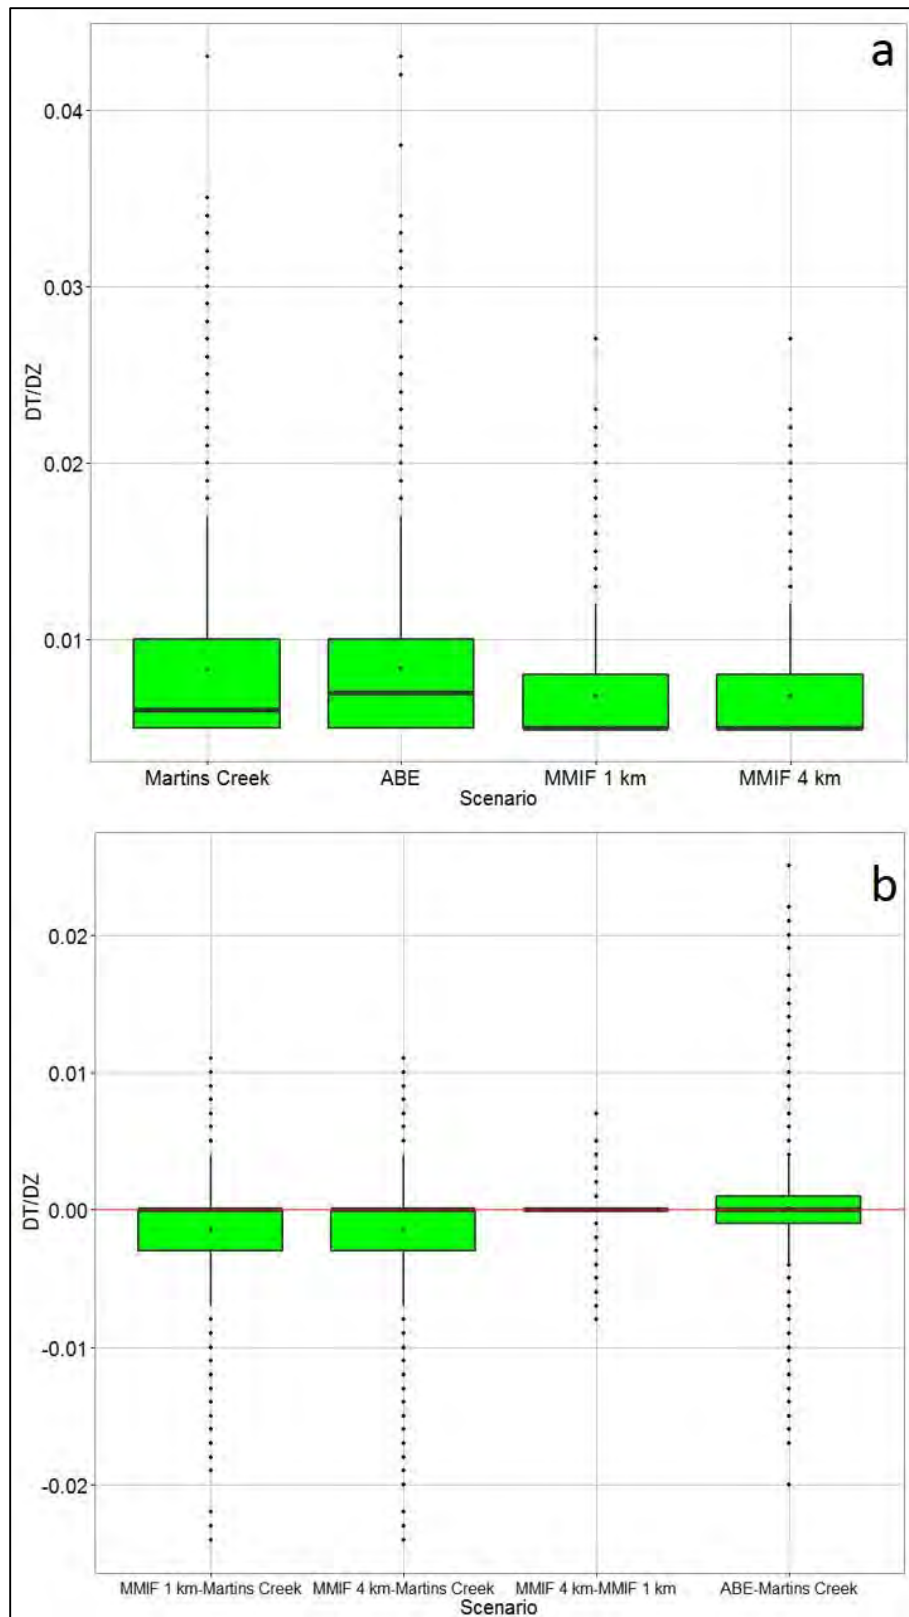 a
0.04
0.03
DT/DZ
0.02
0.01
Martins Creek ABE MMIF 1 km MMIF 4 km
Scenario
b
0.02
0.01
DT/DZ
0.00
-0.01
-0.02
MMIF 1 km-Martins Creek MMIF 4 km-Martins Creek MMIF 4 km-MMIF 1 km ABE-Martins Creek
Scenario